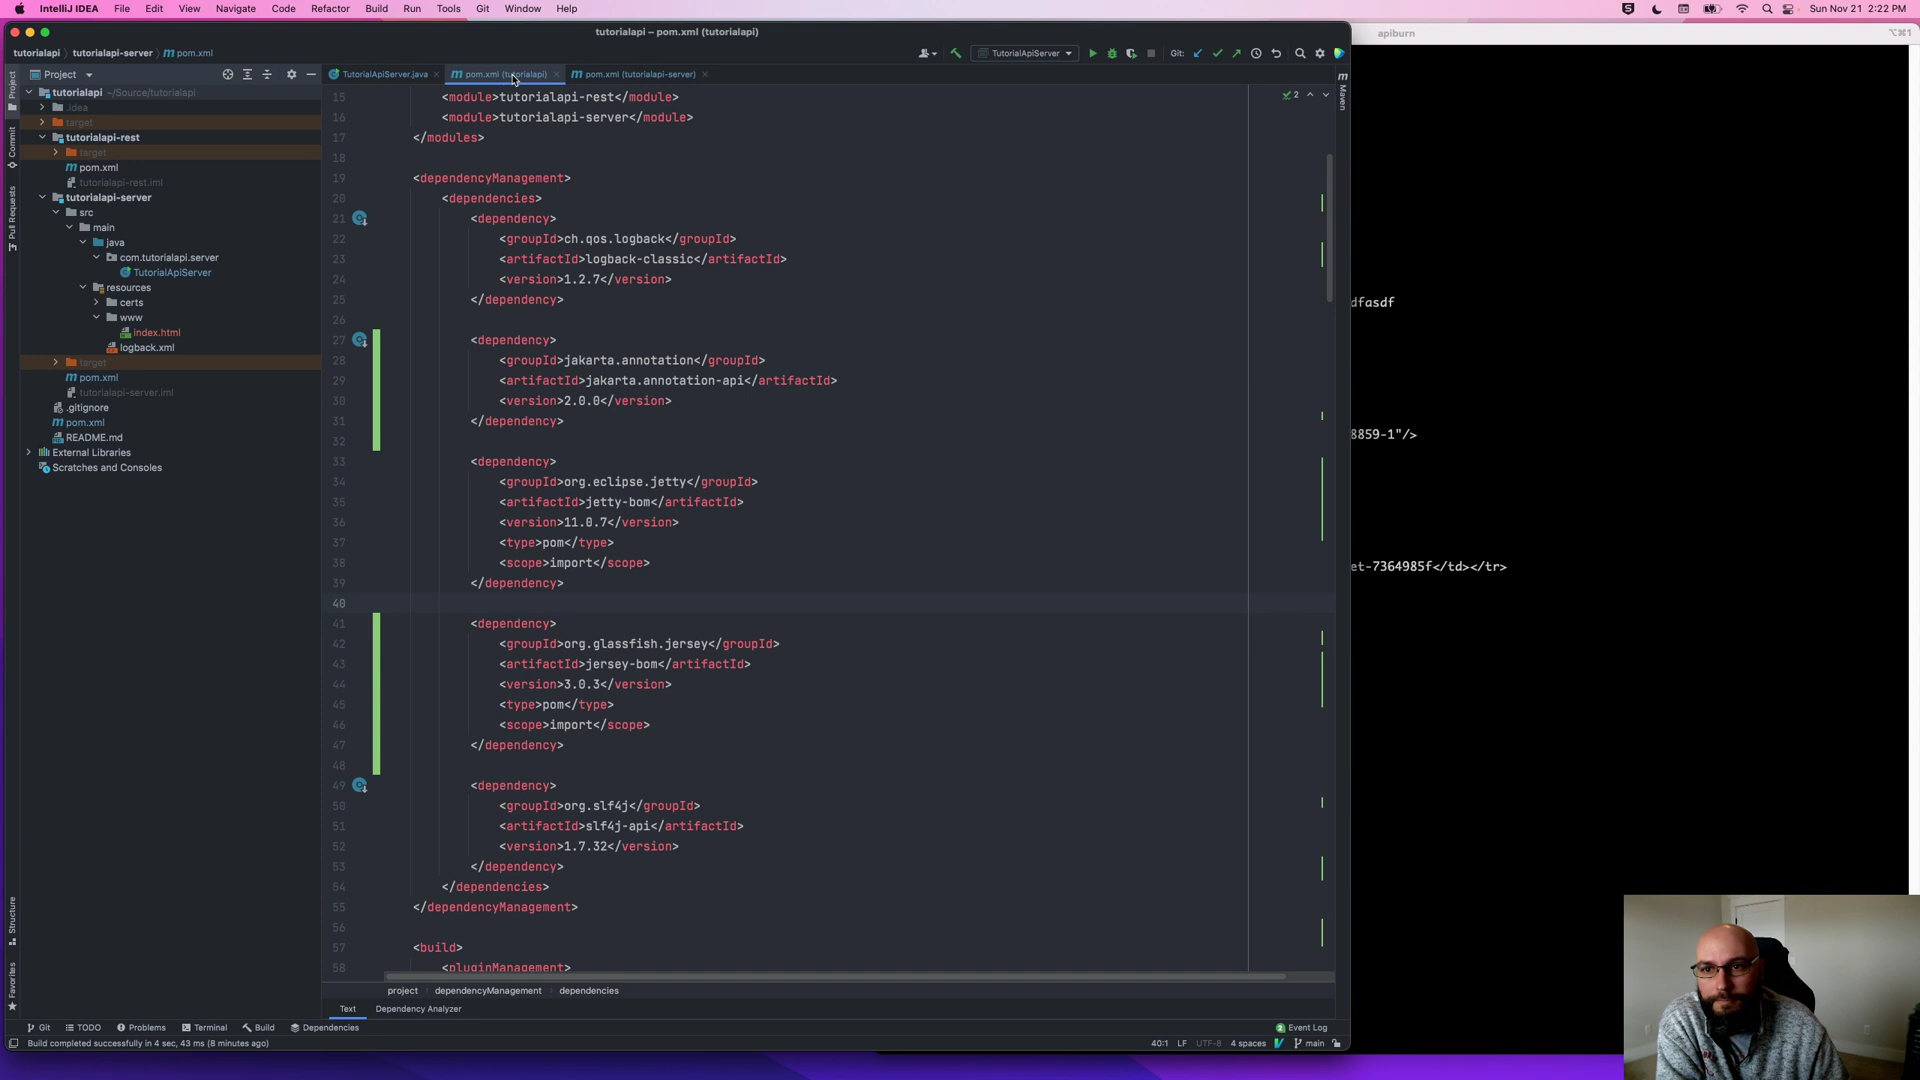 IntelliJ IDEA File Edit View Navigate Code Refactor Build Run Tools Git Window Help Sun Nov 21 2:22 PM
tutorialapi – pom.xml (tutorialapi)
apiburn
⌥⌘1
tutorialapi tutorialapi-server pom.xml
TutorialApiServer
Git:
Project
TutorialApiServer.java
pom.xml (tutorialapi)
pom.xml (tutorialapi-server)
Project
Commit
Pull Requests
Structure
Favorites
Maven
tutorialapi ~/Source/tutorialapi
.idea
target
tutorialapi-rest
target
pom.xml
tutorialapi-rest.iml
tutorialapi-server
src
main
java
com.tutorialapi.server
TutorialApiServer
resources
certs
www
index.html
logback.xml
target
pom.xml
tutorialapi-server.iml
.gitignore
pom.xml
README.md
External Libraries
Scratches and Consoles
2
15 <module>tutorialapi-rest</module>
16 <module>tutorialapi-server</module>
17 </modules>
18
19 <dependencyManagement>
20 <dependencies>
21 <dependency>
22 <groupId>ch.qos.logback</groupId>
23 <artifactId>logback-classic</artifactId>
24 <version>1.2.7</version>
25 </dependency>
26
27 <dependency>
28 <groupId>jakarta.annotation</groupId>
29 <artifactId>jakarta.annotation-api</artifactId>
30 <version>2.0.0</version>
31 </dependency>
32
33 <dependency>
34 <groupId>org.eclipse.jetty</groupId>
35 <artifactId>jetty-bom</artifactId>
36 <version>11.0.7</version>
37 <type>pom</type>
38 <scope>import</scope>
39 </dependency>
40
41 <dependency>
42 <groupId>org.glassfish.jersey</groupId>
43 <artifactId>jersey-bom</artifactId>
44 <version>3.0.3</version>
45 <type>pom</type>
46 <scope>import</scope>
47 </dependency>
48
49 <dependency>
50 <groupId>org.slf4j</groupId>
51 <artifactId>slf4j-api</artifactId>
52 <version>1.7.32</version>
53 </dependency>
54 </dependencies>
55 </dependencyManagement>
56
57 <build>
58 <pluginManagement>
dfasdf
8859-1"/>
et-7364985f</td></tr>
project dependencyManagement dependencies
Text Dependency Analyzer
Git TODO Problems Terminal Build Dependencies
2 Event Log
Build completed successfully in 4 sec, 43 ms (8 minutes ago)
40:1 LF UTF-8 4 spaces main